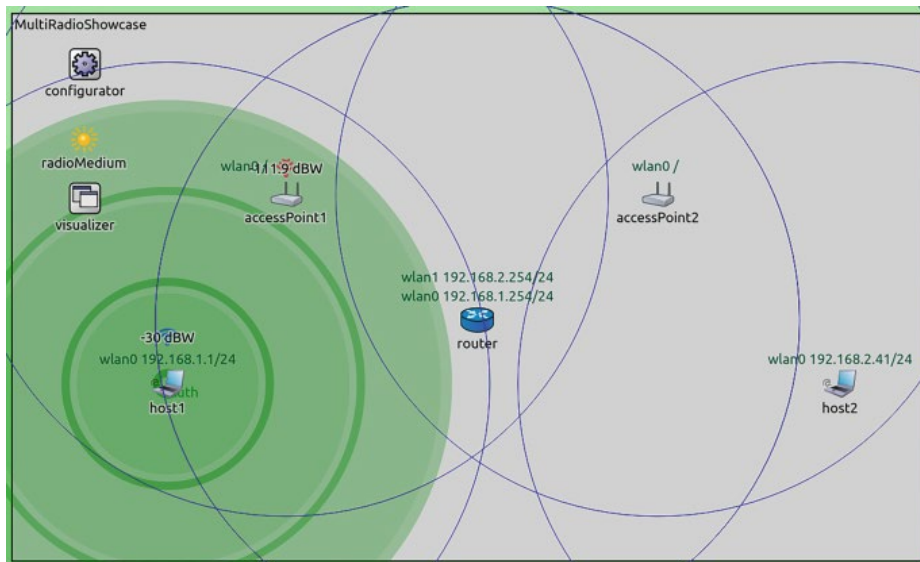 MultiRadioShowcase
configurator
radioMedium
visualizer
wlan0 /
accessPoint1
wlan0 /
accessPoint2
wlan1 192.168.2.254/24
wlan0 192.168.1.254/24
router
-30 dBW
wlan0 192.168.1.1/24
host1
wlan0 192.168.2.41/24
host2